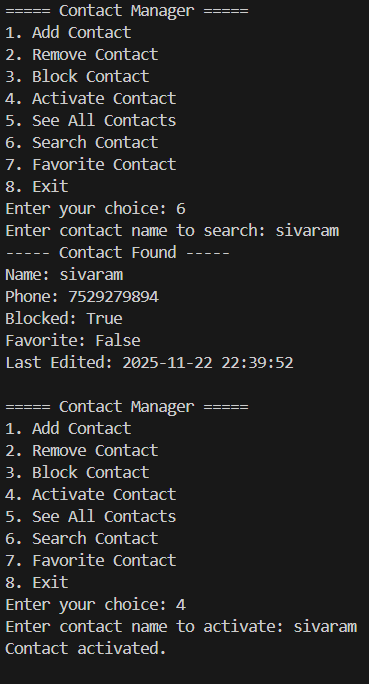 ===== Contact Manager =====
1. Add Contact
2. Remove Contact
3. Block Contact
4. Activate Contact
5. See All Contacts
6. Search Contact
7. Favorite Contact
8. Exit
Enter your choice: 6
Enter contact name to search: sivaram
----- Contact Found -----
Name: sivaram
Phone: 7529279894
Blocked: True
Favorite: False
Last Edited: 2025-11-22 22:39:52

===== Contact Manager =====
1. Add Contact
2. Remove Contact
3. Block Contact
4. Activate Contact
5. See All Contacts
6. Search Contact
7. Favorite Contact
8. Exit
Enter your choice: 4
Enter contact name to activate: sivaram
Contact activated.